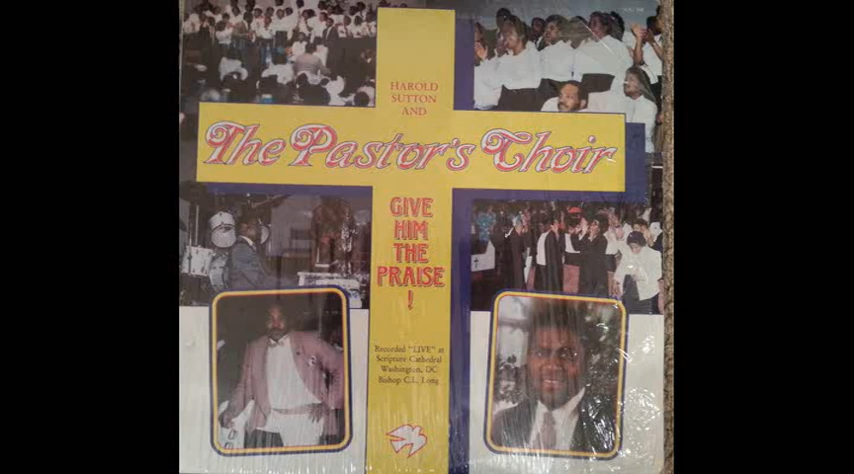 HAROLD
SUTTON
AND
The Pastor's Choir
GIVE
HIM
THE
PRAISE
!
Recorded "LIVE" at
Scripture Cathedral
Washington, DC
Bishop C.L. Long